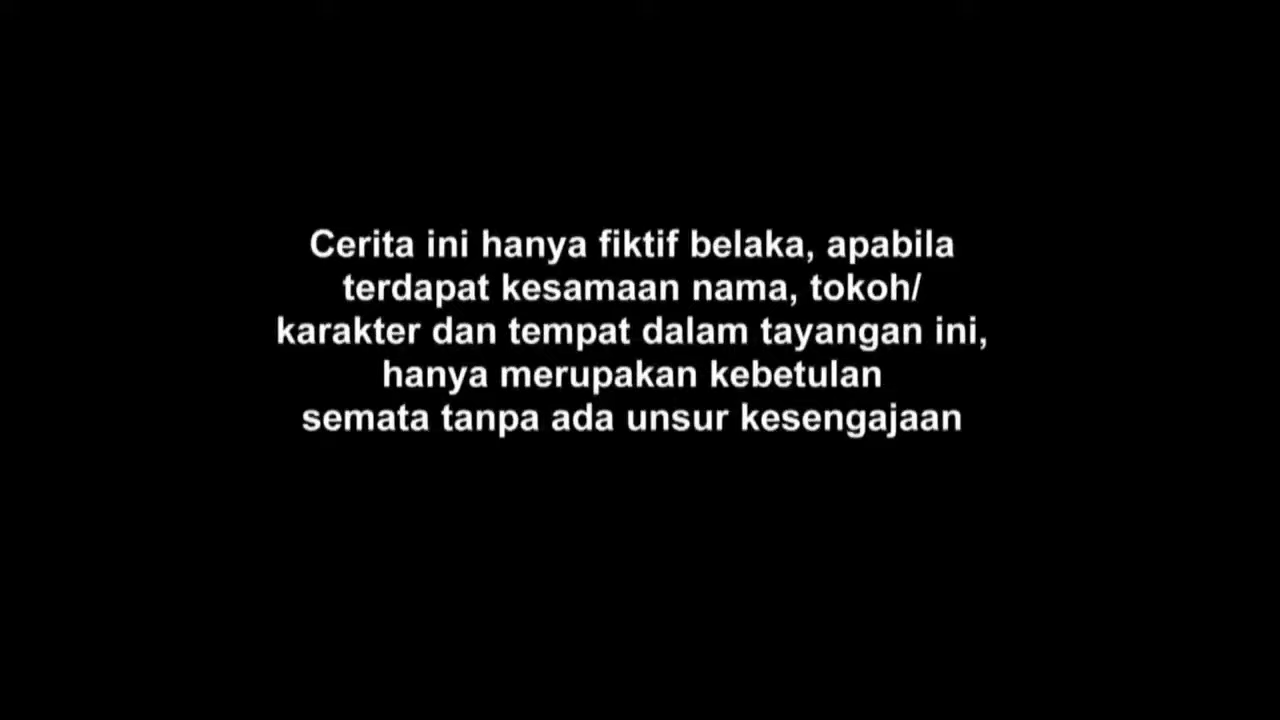 Cerita ini hanya fiktif belaka, apabila
terdapat kesamaan nama, tokoh/
karakter dan tempat dalam tayangan ini,
hanya merupakan kebetulan
semata tanpa ada unsur kesengajaan